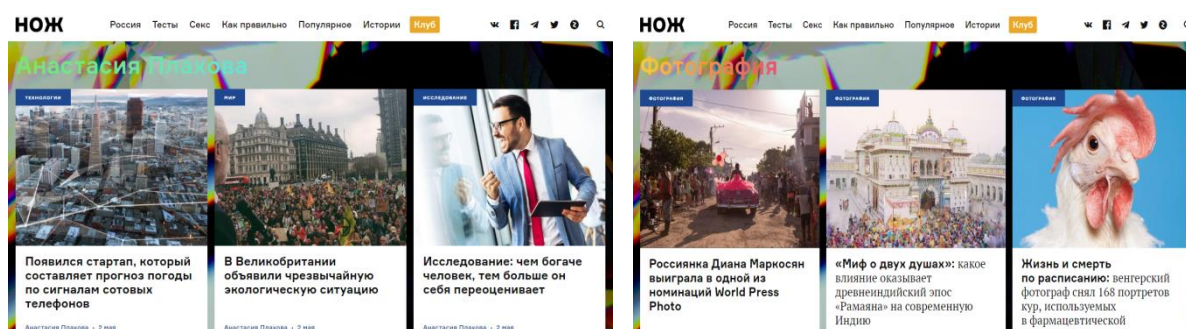 НОЖ
Россия Тесты Секс Как правильно Популярное Истории Клуб
Анастасия Плахова
ТЕХНОЛОГИИ
МИР
ИССЛЕДОВАНИЕ
Появился стартап, который
составляет прогноз погоды
по сигналам сотовых
телефонов
Анастасия Плахова • 2 мая
В Великобритании
объявили чрезвычайную
экологическую ситуацию
Анастасия Плахова • 2 мая
Исследование: чем богаче
человек, тем больше он
себя переоценивает
Анастасия Плахова • 2 мая
НОЖ
Россия Тесты Секс Как правильно Популярное Истории Клуб
Фотография
ФОТОГРАФИЯ
ФОТОГРАФИЯ
ФОТОГРАФИЯ
Россиянка Диана Маркосян
выиграла в одной из
номинаций World Press
Photo
«Миф о двух душах»: какое
влияние оказывает
древнеиндийский эпос
«Рамаяна» на современную
Индию
Жизнь и смерть
по расписанию: венгерский
фотограф снял 168 портретов
кур, используемых
в фармацевтической